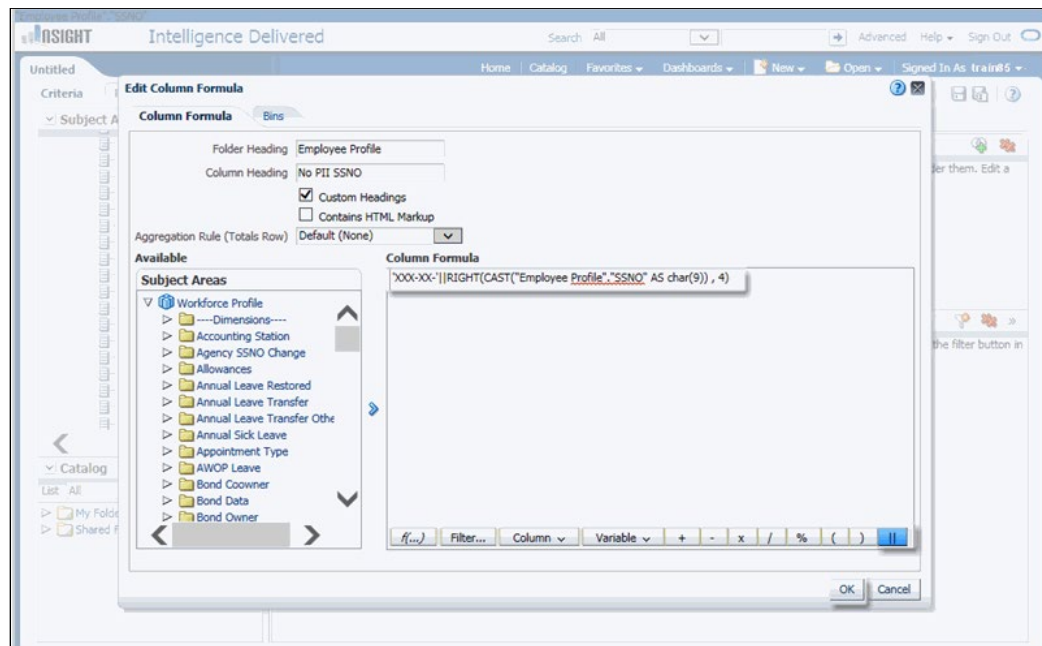 "Employee Profile"."SSNO"
INSIGHT Intelligence Delivered Search All Advanced Help Sign Out
Untitled Home Catalog Favorites Dashboards New Open Signed In As train85
Criteria
Subject A
Edit Column Formula
Column Formula Bins
Folder Heading Employee Profile
Column Heading No PII SSNO
Custom Headings
Contains HTML Markup
Aggregation Rule (Totals Row) Default (None)
Available
Subject Areas
Workforce Profile
----Dimensions----
Accounting Station
Agency SSNO Change
Allowances
Annual Leave Restored
Annual Leave Transfer
Annual Leave Transfer Othe
Annual Sick Leave
Appointment Type
AWOP Leave
Bond Coowner
Bond Data
Bond Owner
Column Formula
'XXX-XX-'||RIGHT(CAST("Employee Profile"."SSNO" AS char(9)) , 4)
f(...) Filter... Column Variable + - x / % ( ) ||
OK Cancel
der them. Edit a
the filter button in
Catalog
List All
My Folde
Shared F